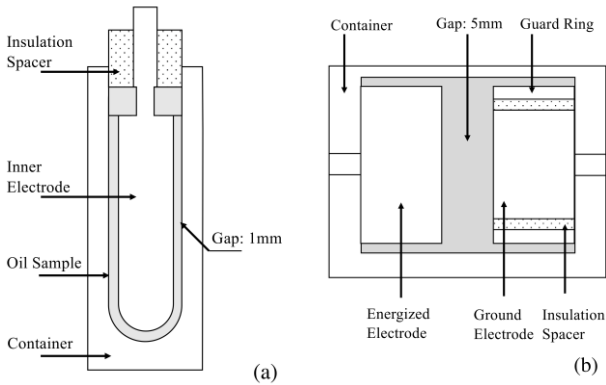 Insulation
Spacer
Inner
Electrode
Oil Sample
Gap: 1mm
Container
(a)
Container
Gap: 5mm
Guard Ring
Energized
Electrode
Ground
Electrode
Insulation
Spacer
(b)